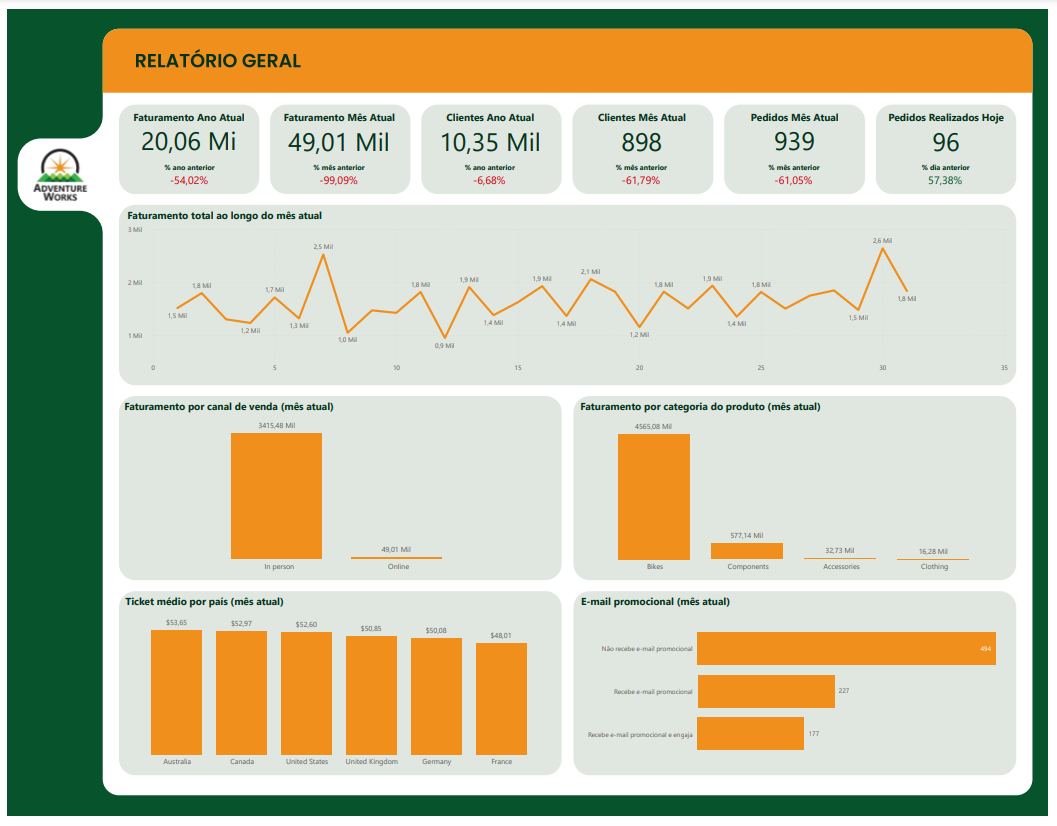 RELATÓRIO GERAL
ADVENTURE
WORKS
Faturamento Ano Atual
20,06 Mi
% ano anterior
-54,02%
Faturamento Mês Atual
49,01 Mil
% mês anterior
-99,09%
Clientes Ano Atual
10,35 Mil
% ano anterior
-6,68%
Clientes Mês Atual
898
% mês anterior
-61,79%
Pedidos Mês Atual
939
% mês anterior
-61,05%
Pedidos Realizados Hoje
96
% dia anterior
57,38%
Faturamento total ao longo do mês atual
3 Mil
2 Mil
1 Mil
1,5 Mil
1,8 Mil
1,2 Mil
1,7 Mil
1,3 Mil
2,5 Mil
1,0 Mil
1,8 Mil
0,9 Mil
1,9 Mil
1,4 Mil
1,9 Mil
1,4 Mil
2,1 Mil
1,2 Mil
1,8 Mil
1,9 Mil
1,4 Mil
1,8 Mil
1,5 Mil
2,6 Mil
1,8 Mil
0 5 10 15 20 25 30 35
Faturamento por canal de venda (mês atual)
3415,48 Mil
49,01 Mil
In person
Online
Faturamento por categoria do produto (mês atual)
4565,08 Mil
577,14 Mil
32,73 Mil
16,28 Mil
Bikes
Components
Accessories
Clothing
Ticket médio por país (mês atual)
$53,65
$52,97
$52,60
$50,85
$50,08
$48,01
Australia
Canada
United States
United Kingdom
Germany
France
E-mail promocional (mês atual)
Não recebe e-mail promocional
494
Recebe e-mail promocional
227
Recebe e-mail promocional e engaja
177